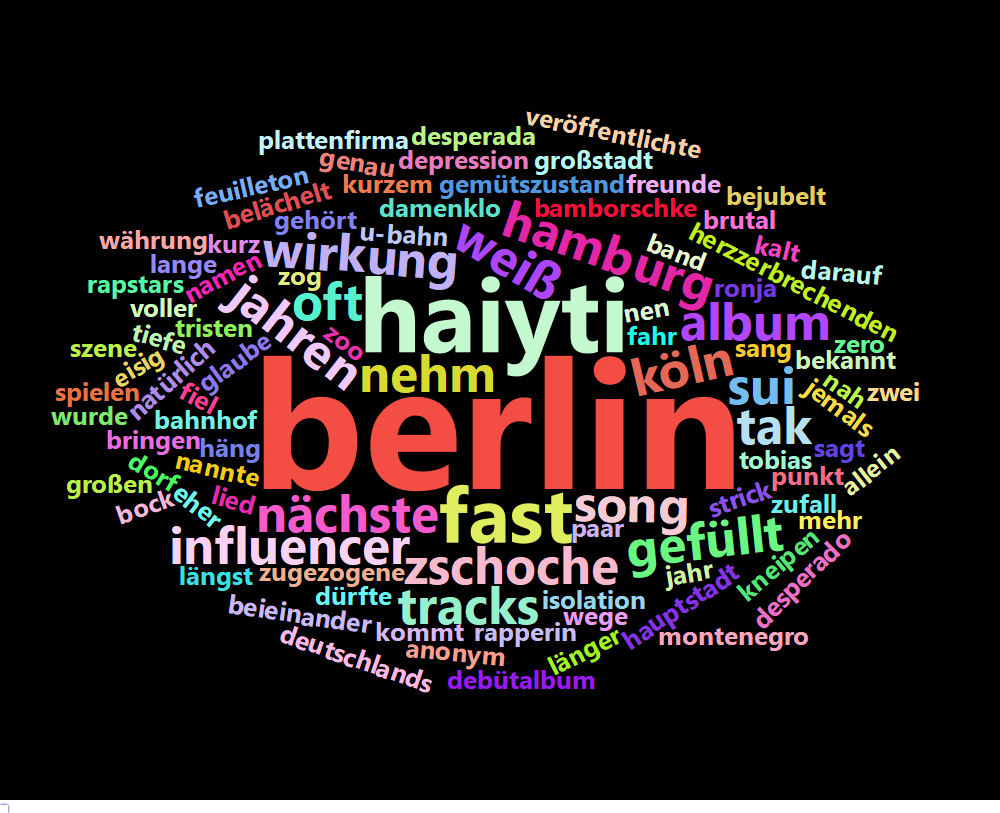 veröffentlichte
plattenfirma
desperada
genau
depression
großstadt
feuilleton
kurzem
gemütszustand
freunde
bejubelt
belächelt
damenklo
bamborschke
brutal
gehört
u-bahn
hamburg
herzzerbrechenden
während
währung
kurz
wirkung
weiß
band
kalt
lange
namen
zog
darauf
rapstars
jahren
oft
haiyti
nen
ronja
voller
tiefe
tristen
zoo
fahr
album
zero
szene
eisig
natürlich
glaube
nehm
köln
sang
bekannt
spielen
fiel
berlin
sui
nah
jemals
zwei
wurde
bahnhof
tak
bringen
häng
tobias
sagt
allein
großen
dorf
nannte
punkt
bock
eher
lied
nächste
fast
song
strick
zufall
paar
mehr
influencer
gefüllt
kneipen
längst
zugezogene
zschoche
jahr
desperado
dürfte
tracks
isolation
hauptstadt
beieinander
wege
kommt
rapperin
länger
montenegro
deutschlands
anonym
debütalbum